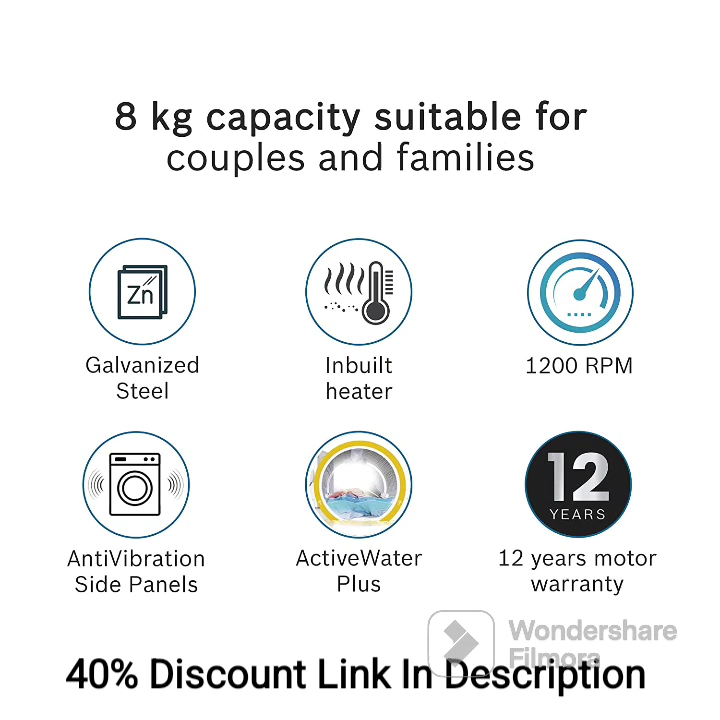 8 kg capacity suitable for
couples and families
Zn
Galvanized
Steel
Inbuilt
heater
1200 RPM
AntiVibration
Side Panels
ActiveWater
Plus
12
YEARS
12 years motor
warranty
Wondershare
Filmora
40% Discount Link In Description